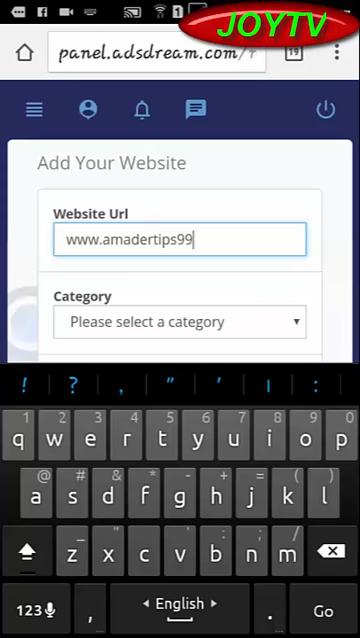 JOYTV
panel.adsdream.com/
19
Add Your Website
Website Url
www.amadertips99
Category
Please select a category
! ? , " ' । :
1 2 3 4 5 6 7 8 9 0
q w e r t y u i o p
@ # & * - + = ( )
a s d f g h j k l
_ " ' : ; /
z x c v b n m
123 , English . Go